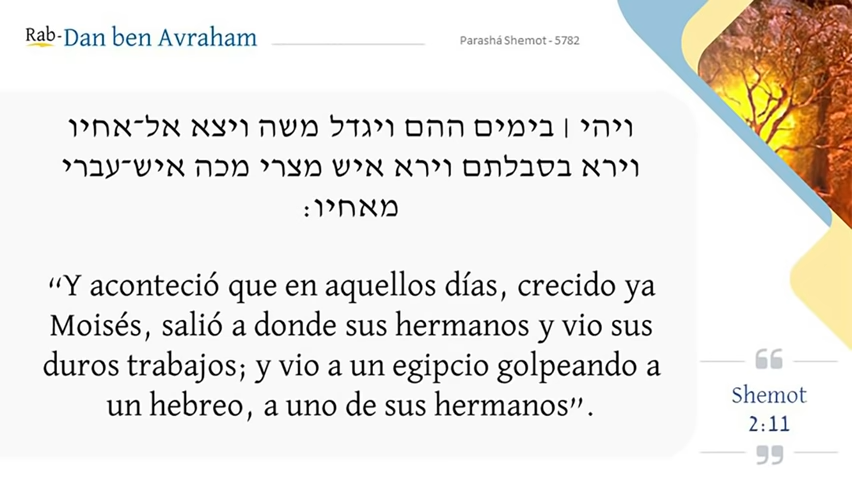 Rab-Dan ben Avraham
Parashá Shemot - 5782
ויהי | בימים ההם ויגדל משה ויצא אל־אחיו
וירא בסבלתם וירא איש מצרי מכה איש־עברי
מאחיו:
“Y aconteció que en aquellos días, crecido ya
Moisés, salió a donde sus hermanos y vio sus
duros trabajos; y vio a un egipcio golpeando a
un hebreo, a uno de sus hermanos”.
“
Shemot
2:11
”